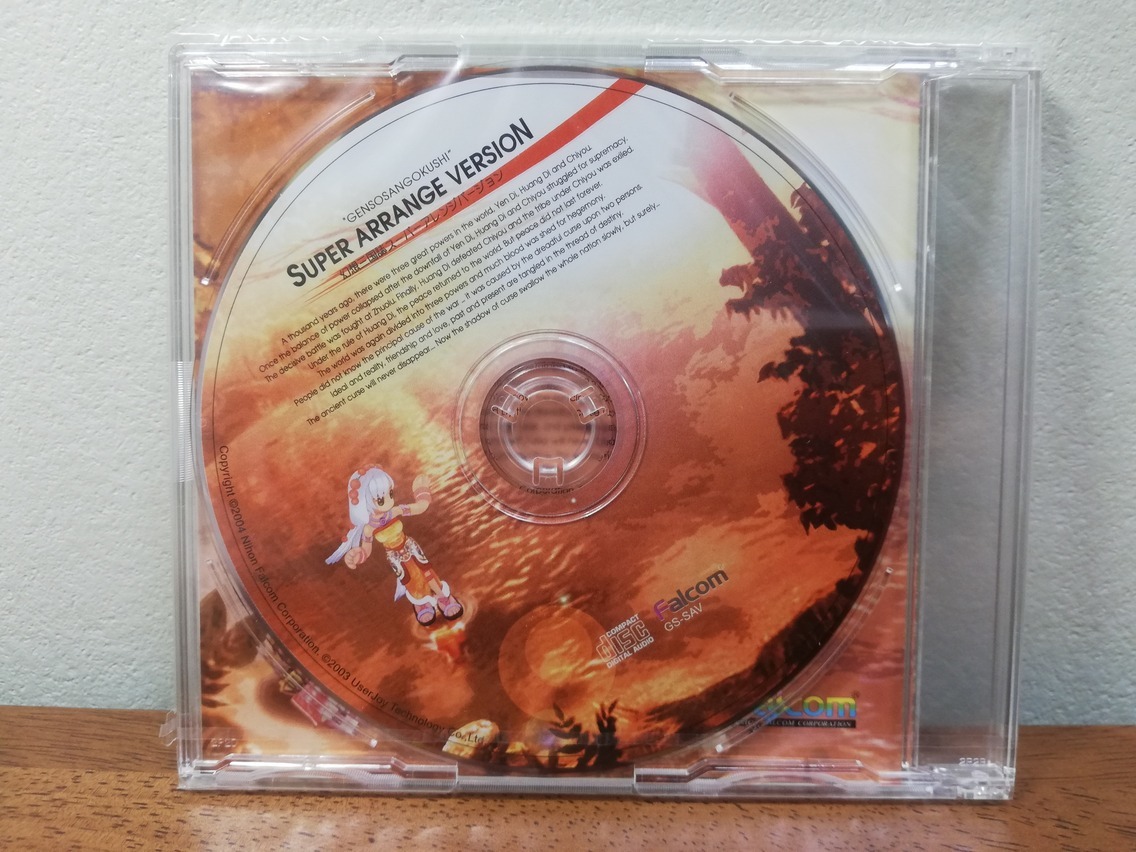 "GENSOSANGOKUSHI"
SUPER ARRANGE VERSION
幻想三国誌 スーパーアレンジバージョン
A thousand years ago, there were three great powers in the world, Yen Di, Huang Di and Chiyou.
Once the balance of power collapsed after the downfall of Yen Di, Huang Di and Chiyou struggled for supremacy.
The decisive battle was fought at Zhuolu. Finally, Huang Di defeated Chiyou and the tribe under Chiyou was exiled.
Under the rule of Huang Di, the peace returned to the world. But peace did not last forever.
The world was again divided into three powers and much blood was shed for hegemony.
People did not know the principal cause of the war... It was caused by the dreadful curse upon two persons.
Ideal and reality, friendship and love, past and present are tangled in the thread of destiny.
The ancient curse will never disappear... Now the shadow of curse swallow the whole nation slowly, but surely...
Corporation
COMPACT
disc
DIGITAL AUDIO
Falcom
GS-SAV
Copyright ©2004 Nihon Falcom Corporation. ©2003 UserJoy Technology Co.,Ltd.
alcom
FALCOM CORPORATION